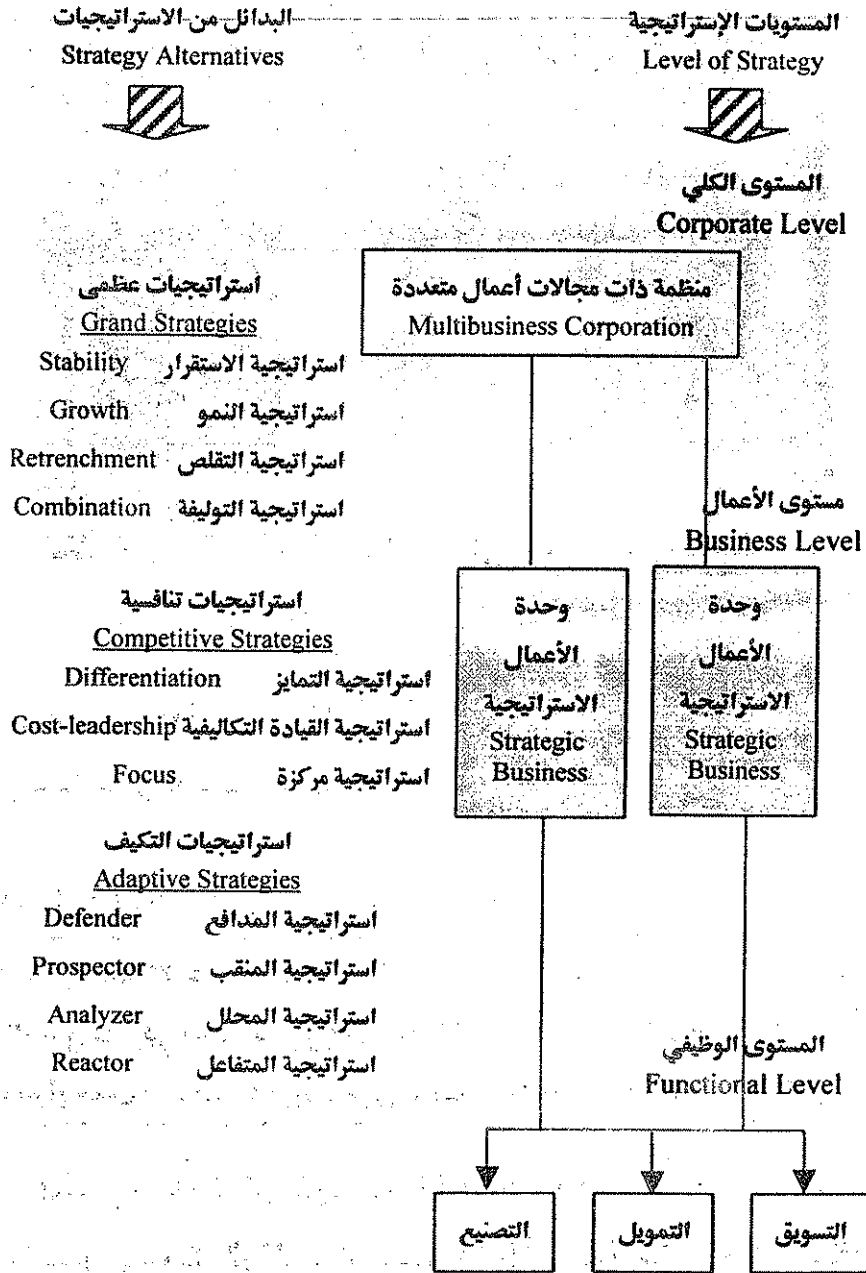 المستويات الإستراتيجية
Level of Strategy
البدائل من الاستراتيجيات
Strategy Alternatives
المستوى الكلي
Corporate Level
منظمة ذات مجالات أعمال متعددة
Multibusiness Corporation
استراتيجيات عظمى
Grand Strategies
استراتيجية الاستقرار Stability
استراتيجية النمو Growth
استراتيجية التقلص Retrenchment
استراتيجية التوليفة Combination
مستوى الأعمال
Business Level
وحدة
الأعمال
الاستراتيجية
Strategic
Business
وحدة
الأعمال
الاستراتيجية
Strategic
Business
استراتيجيات تنافسية
Competitive Strategies
استراتيجية التمايز Differentiation
استراتيجية القيادة التكاليفية Cost-leadership
استراتيجية مركزة Focus
استراتيجيات التكيف
Adaptive Strategies
استراتيجية المدافع Defender
استراتيجية المنقب Prospector
استراتيجية المحلل Analyzer
استراتيجية المتفاعل Reactor
المستوى الوظيفي
Functional Level
التسويق
التمويل
التصنيع